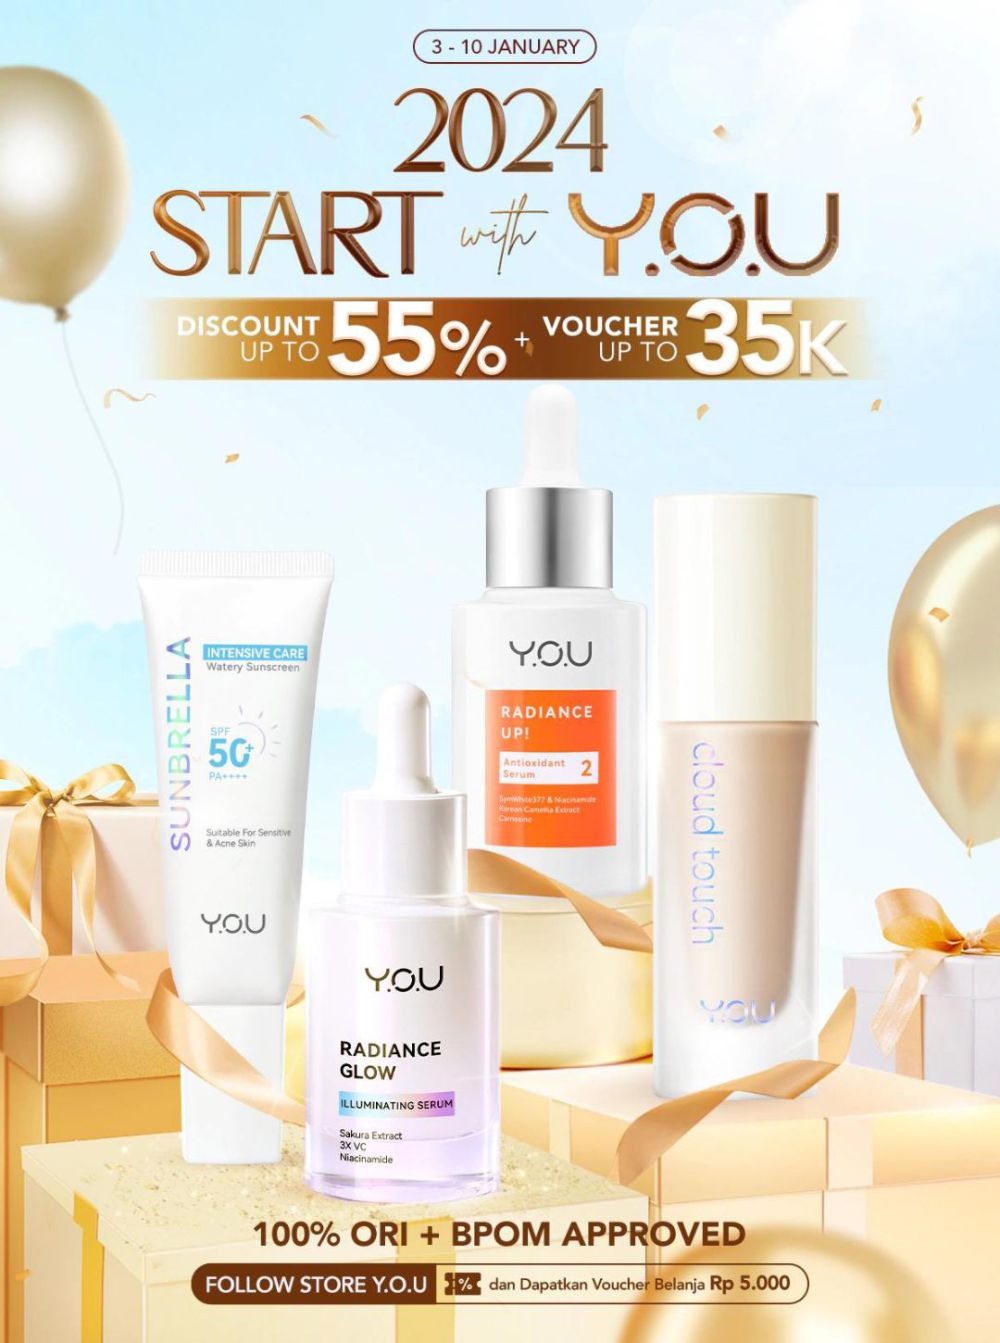 3 - 10 JANUARY
2024
START with Y.O.U
DISCOUNT UP TO 55% + VOUCHER UP TO 35K
SUNBRELLA
INTENSIVE CARE
Watery Sunscreen
SPF
50+
PA++++
Suitable For Sensitive
& Acne Skin
Y.O.U
Y.O.U
RADIANCE
UP!
Antioxidant
Serum 2
SymWhite377 & Niacinamide
Korean Camellia Extract
Carnosine
cloud touch
Y.O.U
Y.O.U
RADIANCE
GLOW
ILLUMINATING SERUM
Sakura Extract
3X VC
Niacinamide
100% ORI + BPOM APPROVED
FOLLOW STORE Y.O.U % dan Dapatkan Voucher Belanja Rp 5.000